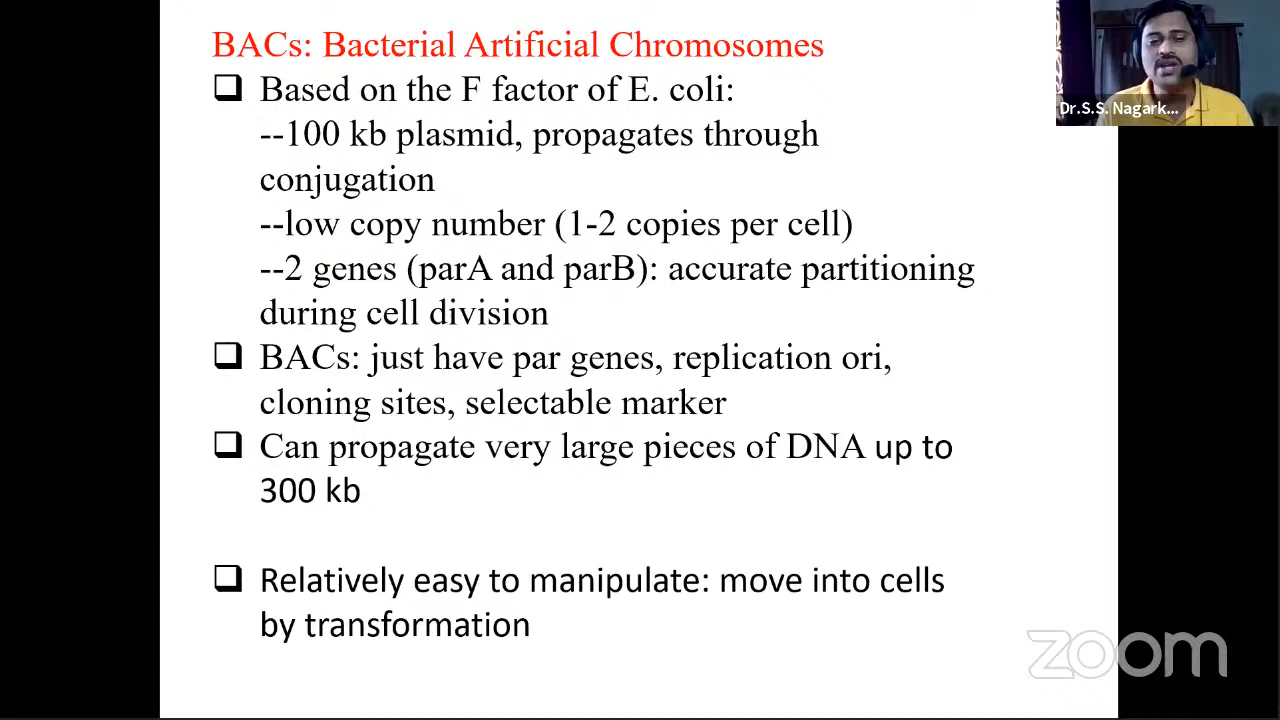 BACs: Bacterial Artificial Chromosomes
Based on the F factor of E. coli:
--100 kb plasmid, propagates through
conjugation
--low copy number (1-2 copies per cell)
--2 genes (parA and parB): accurate partitioning
during cell division
BACs: just have par genes, replication ori,
cloning sites, selectable marker
Can propagate very large pieces of DNA up to
300 kb
Relatively easy to manipulate: move into cells
by transformation
Dr.S.S. Nagark...
zoom